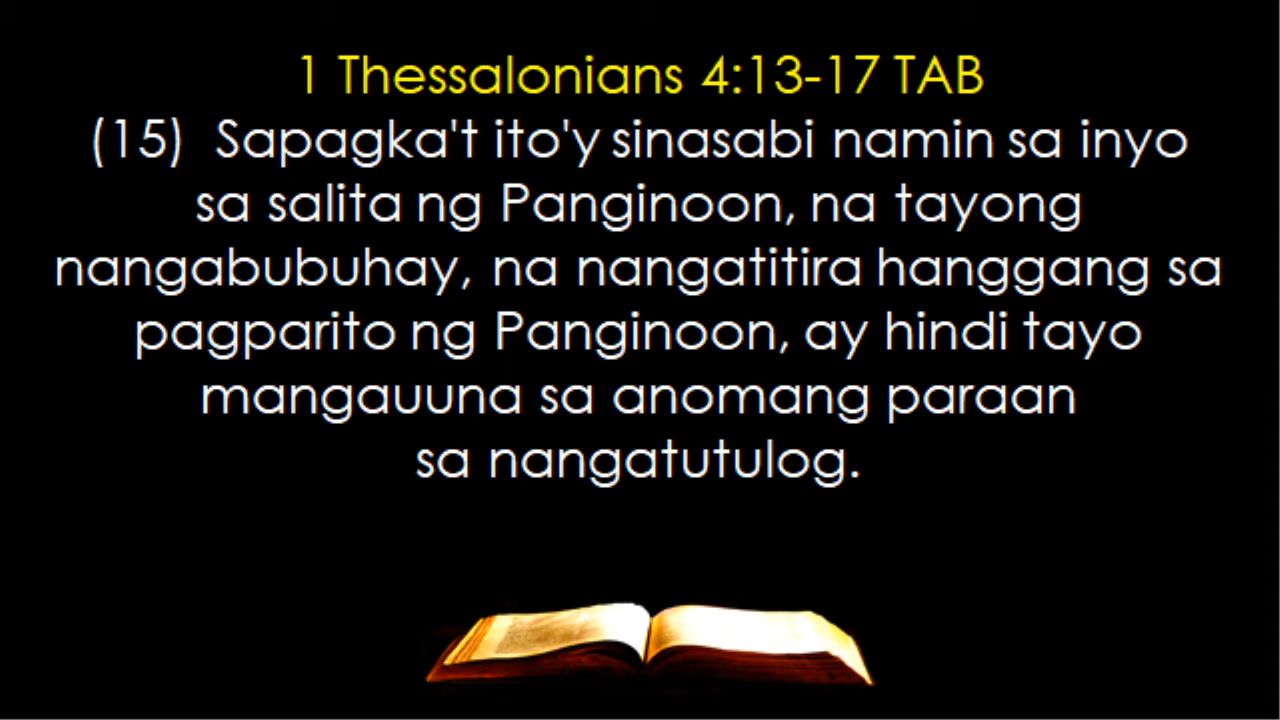 1 Thessalonians 4:13-17 TAB
(15)  Sapagka't ito'y sinasabi namin sa inyo
sa salita ng Panginoon, na tayong
nangabubuhay, na nangatitira hanggang sa
pagparito ng Panginoon, ay hindi tayo
mangauuna sa anomang paraan
sa nangatutulog.